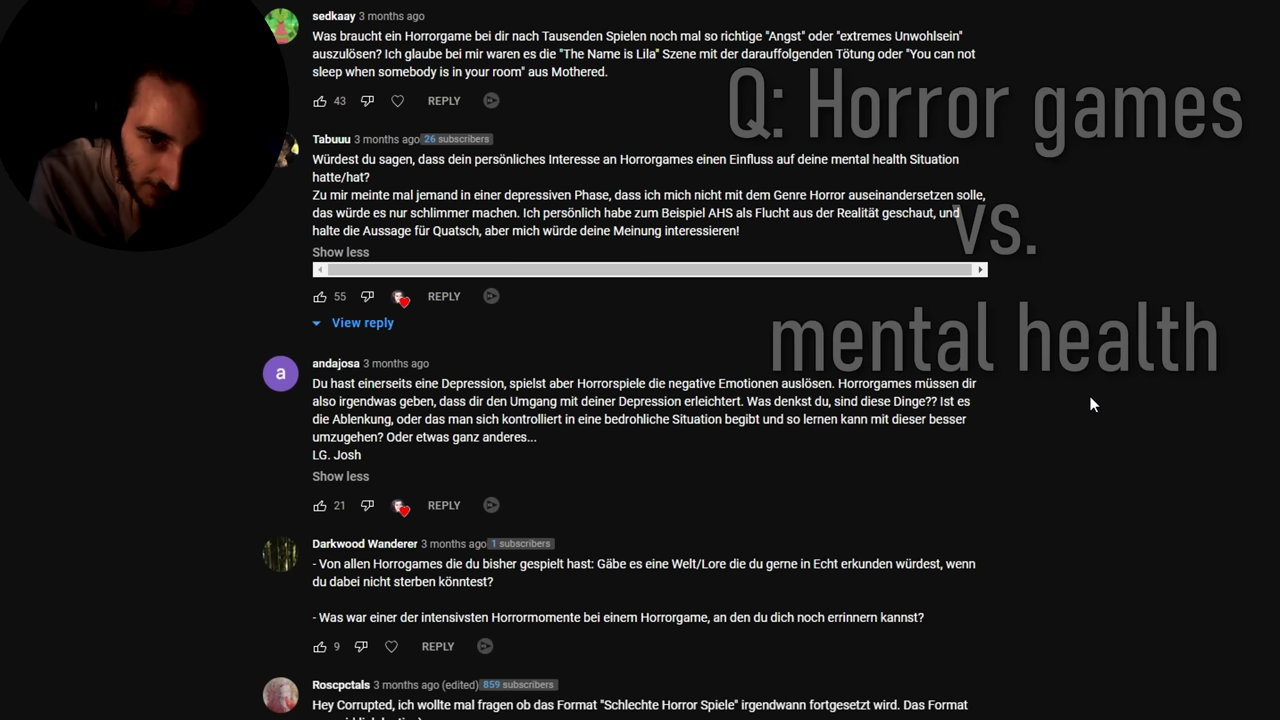 sedkaay 3 months ago
Was braucht ein Horrorgame bei dir nach Tausenden Spielen noch mal so richtige "Angst" oder "extremes Unwohlsein"
auszulösen? Ich glaube bei mir waren es die "The Name is Lila" Szene mit der darauffolgenden Tötung oder "You can not
sleep when somebody is in your room" aus Mothered.
43 REPLY
Q: Horror games
vs.
mental health
Tabuuu 3 months ago 26 subscribers
Würdest du sagen, dass dein persönliches Interesse an Horrorgames einen Einfluss auf deine mental health Situation
hatte/hat?
Zu mir meinte mal jemand in einer depressiven Phase, dass ich mich nicht mit dem Genre Horror auseinandersetzen solle,
das würde es nur schlimmer machen. Ich persönlich habe zum Beispiel AHS als Flucht aus der Realität geschaut, und
halte die Aussage für Quatsch, aber mich würde deine Meinung interessieren!
Show less
55 REPLY
View reply
a
andajosa 3 months ago
Du hast einerseits eine Depression, spielst aber Horrorspiele die negative Emotionen auslösen. Horrorgames müssen dir
also irgendwas geben, dass dir den Umgang mit deiner Depression erleichtert. Was denkst du, sind diese Dinge?? Ist es
die Ablenkung, oder das man sich kontrolliert in eine bedrohliche Situation begibt und so lernen kann mit dieser besser
umzugehen? Oder etwas ganz anderes...
LG. Josh
Show less
21 REPLY
Darkwood Wanderer 3 months ago 1 subscribers
- Von allen Horrogames die du bisher gespielt hast: Gäbe es eine Welt/Lore die du gerne in Echt erkunden würdest, wenn
du dabei nicht sterben könntest?
- Was war einer der intensivsten Horrormomente bei einem Horrorgame, an den du dich noch errinnern kannst?
9 REPLY
Roscpctals 3 months ago (edited) 859 subscribers
Hey Corrupted, ich wollte mal fragen ob das Format "Schlechte Horror Spiele" irgendwann fortgesetzt wird. Das Format